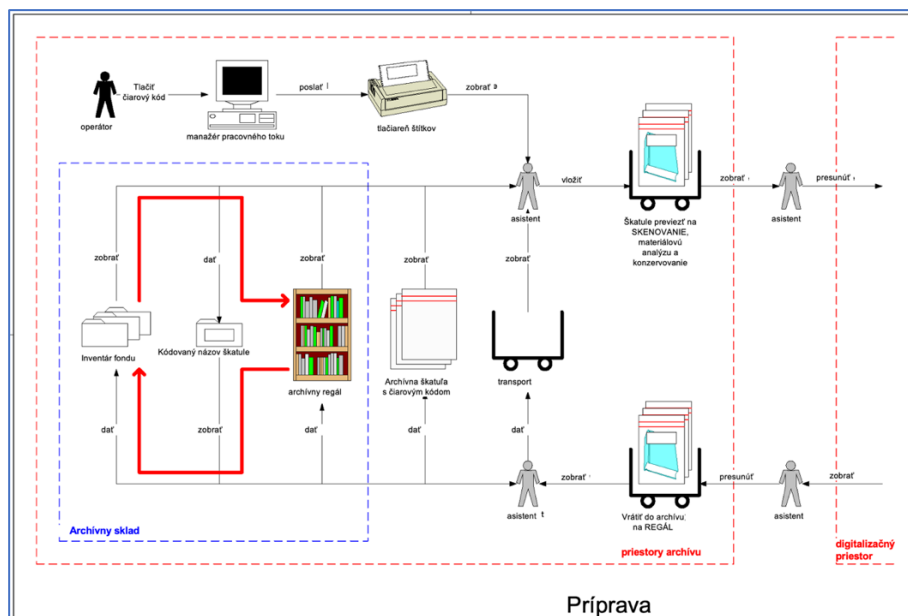 Tlačiť
čiarový kód
operátor
manažér pracovného toku
poslať
tlačiareň štítkov
zobrať
asistent
vložiť
Škatule previezť na
SKENOVANIE,
materiálovú
analýzu a
konzervovanie
zobrať
asistent
presunúť
zobrať
dať
zobrať
zobrať
zobrať
Inventár fondu
Kódovaný názov škatule
archívny regál
Archívna škatuľa
s čiarovým kódom
transport
dať
zobrať
dať
dať
dať
asistent t
zobrať
Vrátiť do archívu
na REGÁL
presunúť
asistent
zobrať
Archívny sklad
priestory archívu
digitalizačný
priestor
Príprava